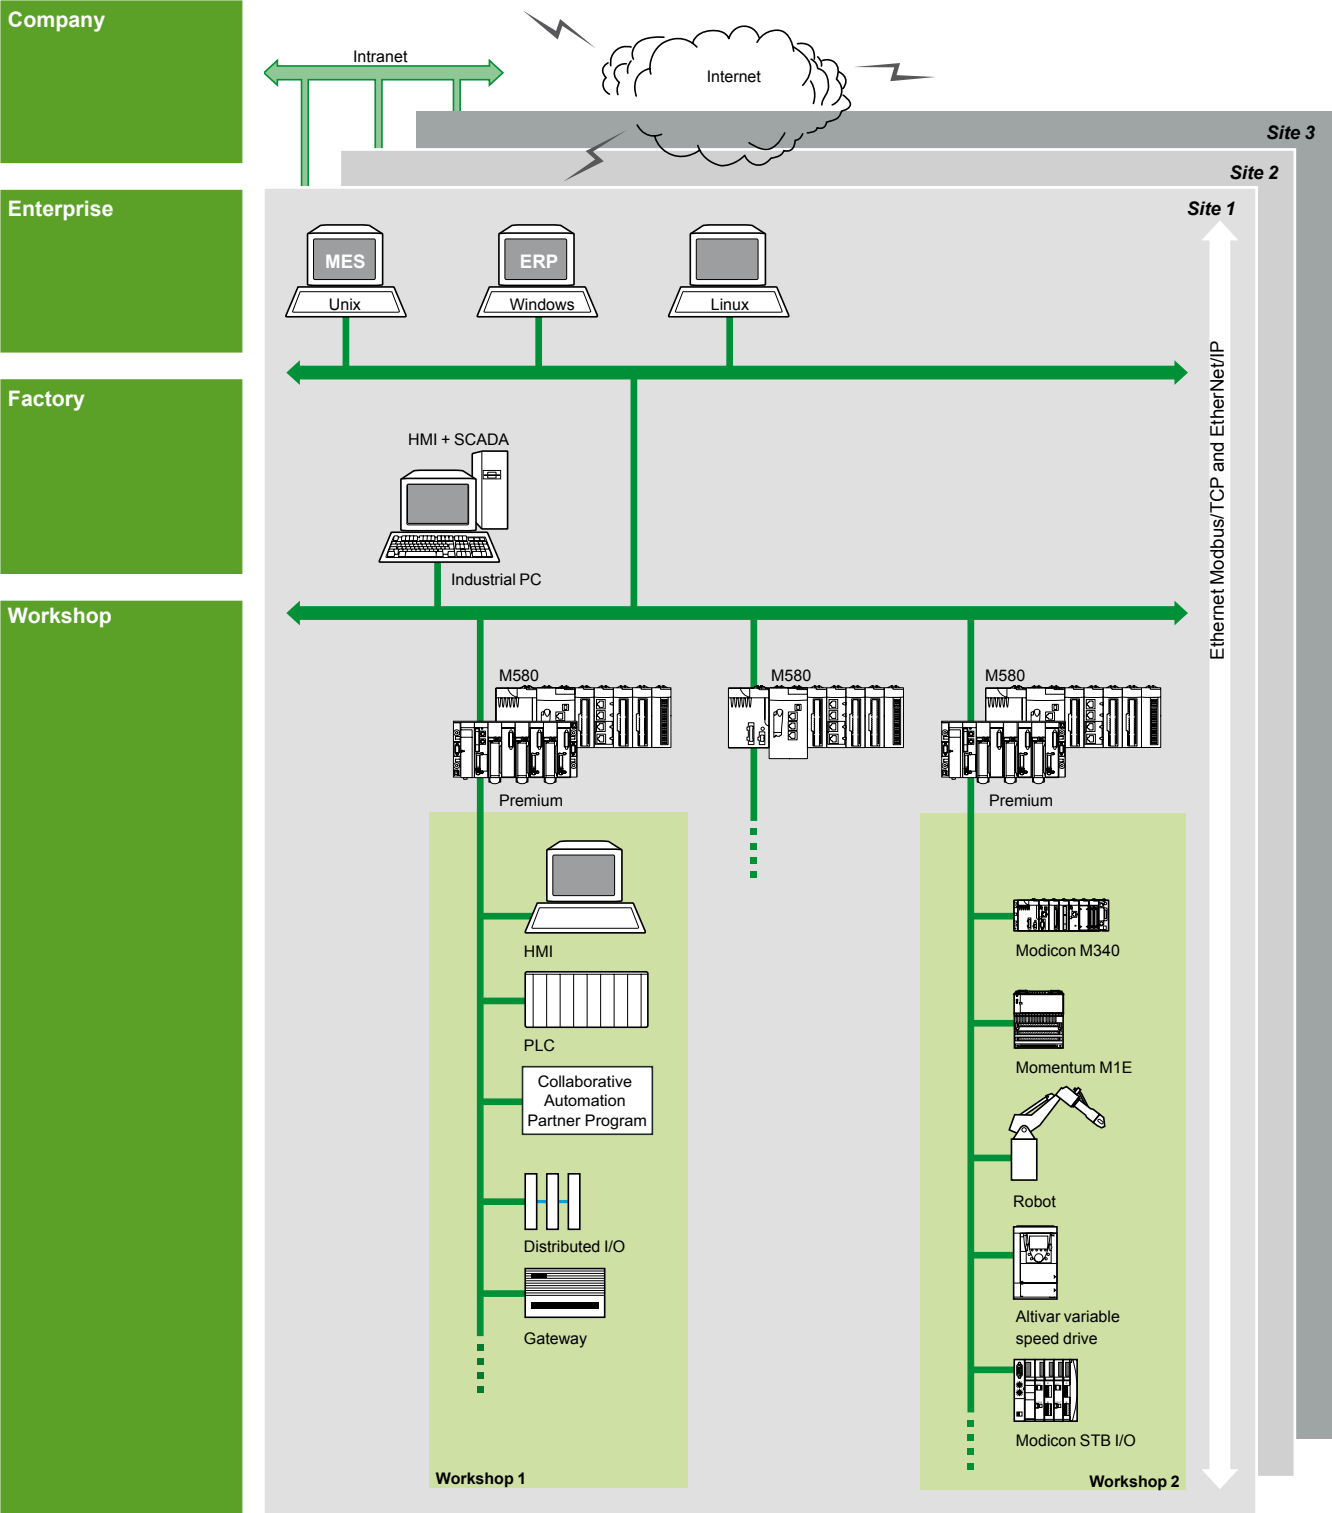 Company
Intranet
Internet
Site 3
Site 2
Enterprise
Site 1
MES
ERP
Unix
Windows
Linux
Ethernet Modbus/TCP and EtherNet/IP
Factory
HMI + SCADA
Industrial PC
Workshop
M580
M580
M580
Premium
Premium
HMI
PLC
Collaborative
Automation
Partner Program
Distributed I/O
Gateway
Workshop 1
Modicon M340
Momentum M1E
Robot
Altivar variable
speed drive
Modicon STB I/O
Workshop 2